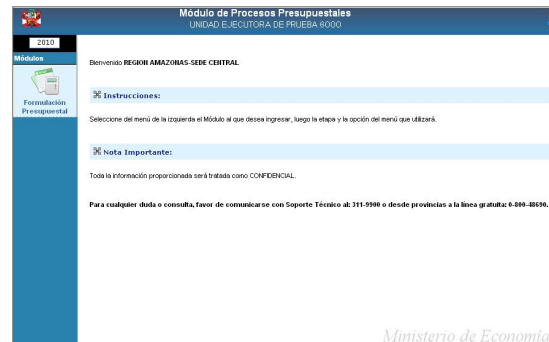 Módulo de Procesos Presupuestales
UNIDAD EJECUTORA DE PRUEBA 6000
2010
Módulos
Formulación
Presupuestal
Bienvenido REGION AMAZONAS-SEDE CENTRAL
Instrucciones:
Seleccione del menú de la izquierda el Módulo al que desea ingresar, luego la etapa y la opción del menú que utilizará.
Nota Importante:
Toda la información proporcionada será tratada como CONFIDENCIAL.
Para cualquier duda o consulta, favor de comunicarse con Soporte Técnico al: 311-9900 o desde provincias a la línea gratuita: 0-800-48690.
Ministerio de Economía